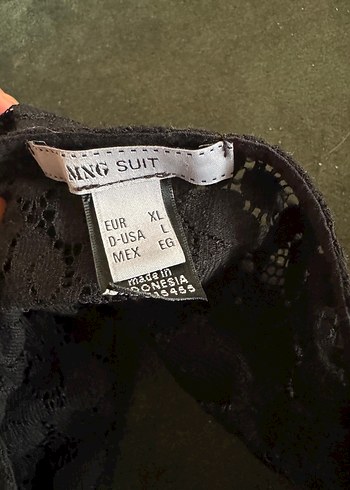 MNG SUIT
EUR XL
D-USA L
MEX EG
made in
INDONESIA